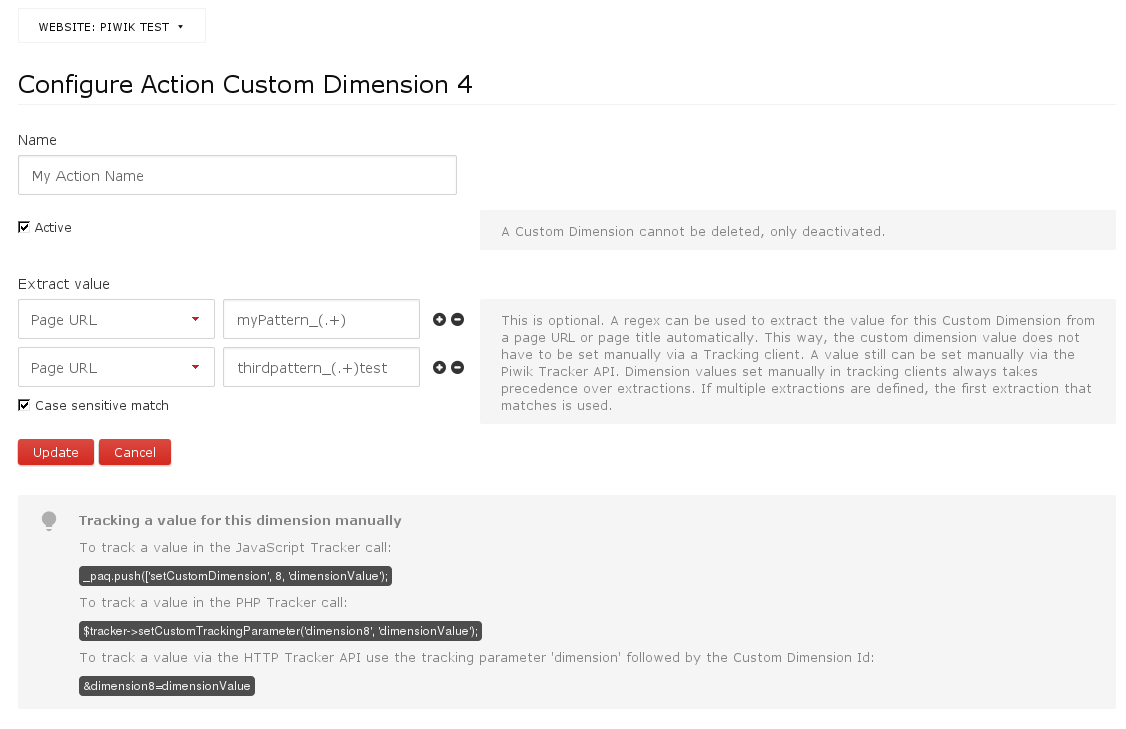 WEBSITE: PIWIK TEST
Configure Action Custom Dimension 4
Name
My Action Name
Active
A Custom Dimension cannot be deleted, only deactivated.
Extract value
Page URL
myPattern_(.+)
Page URL
thirdpattern_(.+)test
Case sensitive match
This is optional. A regex can be used to extract the value for this Custom Dimension from
a page URL or page title automatically. This way, the custom dimension value does not
have to be set manually via a Tracking client. A value still can be set manually via the
Piwik Tracker API. Dimension values set manually in tracking clients always takes
precedence over extractions. If multiple extractions are defined, the first extraction that
matches is used.
Update
Cancel
Tracking a value for this dimension manually
To track a value in the JavaScript Tracker call:
_paq.push(['setCustomDimension', 8, 'dimensionValue');
To track a value in the PHP Tracker call:
$tracker->setCustomTrackingParameter('dimension8', 'dimensionValue');
To track a value via the HTTP Tracker API use the tracking parameter 'dimension' followed by the Custom Dimension Id:
&dimension8=dimensionValue